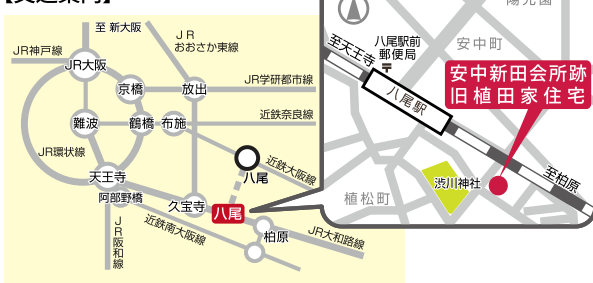 至 新大阪
JR
おおさか東線
JR神戸線
JR大阪
JR学研都市線
京橋
放出
近鉄奈良線
難波
鶴橋
布施
JR環状線
近鉄大阪線
八尾
天王寺
阿部野橋
久宝寺
八尾
JR阪和線
近鉄南大阪線
柏原
JR大和路線
陽光園
安中町
至天王寺
八尾駅前
郵便局
八尾駅
安中新田会所跡
旧植田家住宅
渋川神社
至柏原
植松町